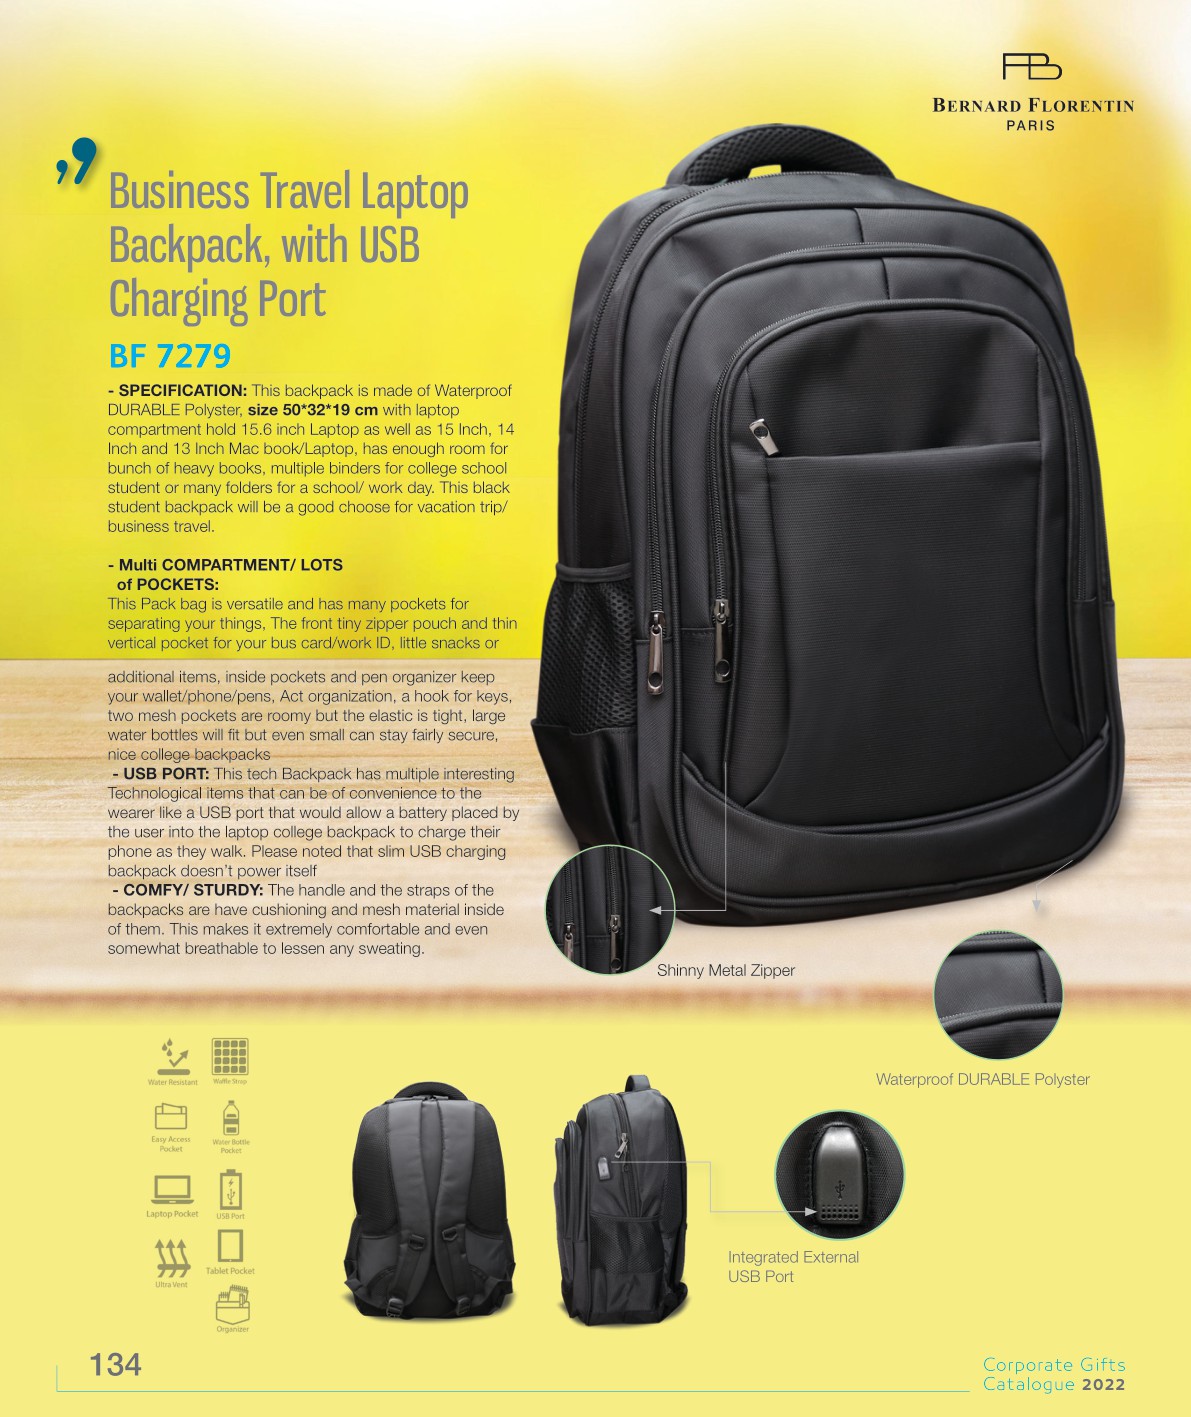 BERNARD FLORENTIN
PARIS
Business Travel Laptop
Backpack, with USB
Charging Port
BF 7279
- SPECIFICATION: This backpack is made of Waterproof
DURABLE Polyster, size 50*32*19 cm with laptop
compartment hold 15.6 inch Laptop as well as 15 Inch, 14
Inch and 13 Inch Mac book/Laptop, has enough room for
bunch of heavy books, multiple binders for college school
student or many folders for a school/ work day. This black
student backpack will be a good choose for vacation trip/
business travel.
- Multi COMPARTMENT/ LOTS
of POCKETS:
This Pack bag is versatile and has many pockets for
separating your things, The front tiny zipper pouch and thin
vertical pocket for your bus card/work ID, little snacks or
additional items, inside pockets and pen organizer keep
your wallet/phone/pens, Act organization, a hook for keys,
two mesh pockets are roomy but the elastic is tight, large
water bottles will fit but even small can stay fairly secure,
nice college backpacks
- USB PORT: This tech Backpack has multiple interesting
Technological items that can be of convenience to the
wearer like a USB port that would allow a battery placed by
the user into the laptop college backpack to charge their
phone as they walk. Please noted that slim USB charging
backpack doesn't power itself
- COMFY/ STURDY: The handle and the straps of the
backpacks are have cushioning and mesh material inside
of them. This makes it extremely comfortable and even
somewhat breathable to lessen any sweating.
Shinny Metal Zipper
Waterproof DURABLE Polyster
Water Resistant
Waffle Strap
Easy Access
Pocket
Water Bottle
Pocket
Laptop Pocket
USB Port
Ultra Vent
Tablet Pocket
Organizer
Integrated External
USB Port
134
Corporate Gifts
Catalogue 2022